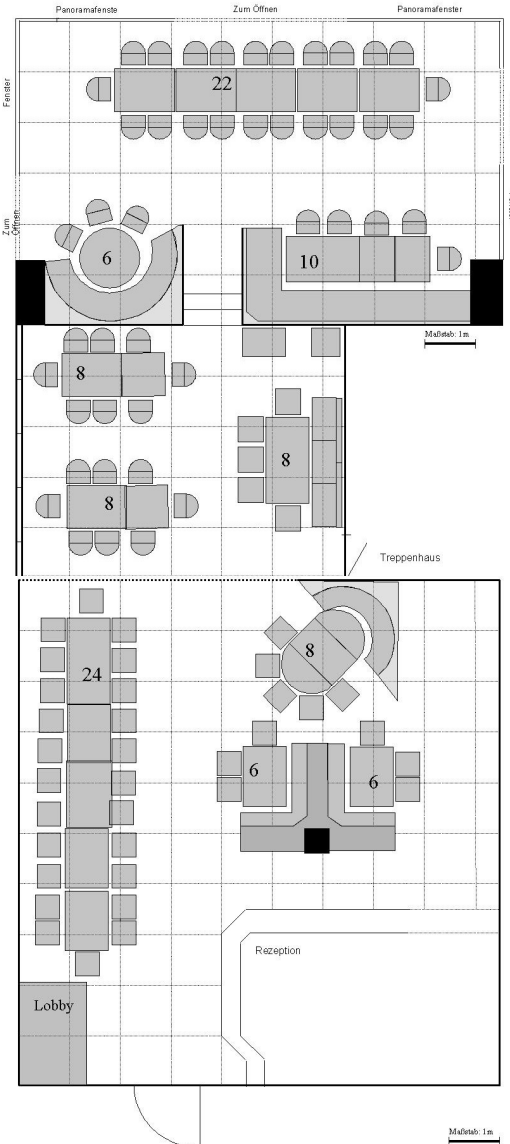 Panoramafenste
Zum Öffnen
Panoramafenster
Fenster
22
Zum
Öffnen
6
10
Maßstab: 1m
8
8
8
Treppenhaus
24
8
6
6
Rezeption
Lobby
Maßstab: 1m